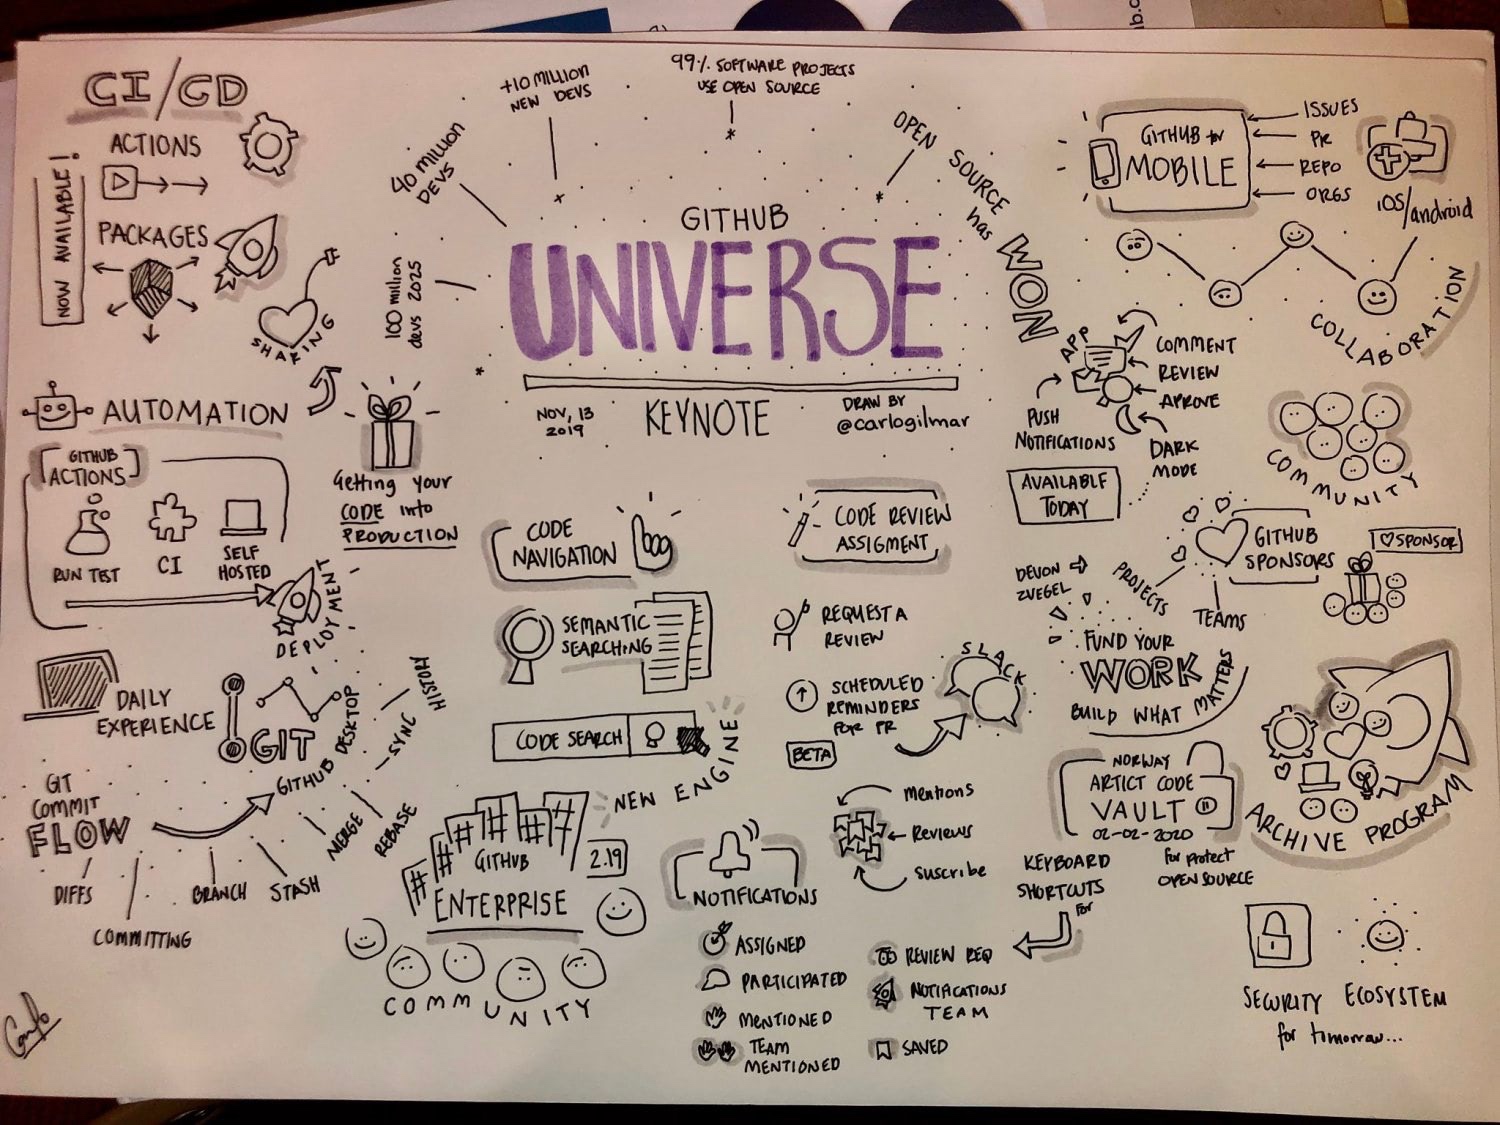 CI/CD
ACTIONS
NOW AVAILABLE!
PACKAGES
SHARING
AUTOMATION
GITHUB
ACTIONS
RUN TEST
CI
SELF
HOSTED
DEPLOYMENT
Getting your
CODE into
PRODUCTION
DAILY
EXPERIENCE
GIT
GITHUB DESKTOP
HISTORY
SYNC
REBASE
MERGE
STASH
BRANCH
COMMITTING
DIFFS
GIT
COMMIT
FLOW
40 MILLION
DEVS
+10 MILLION
NEW DEVS
99% SOFTWARE PROJECTS
USE OPEN SOURCE
OPEN SOURCE has WON
100 million
devs 2025
GITHUB
UNIVERSE
NOV, 13
2019
KEYNOTE
DRAW BY
@carlogilmar
CODE
NAVIGATION
SEMANTIC
SEARCHING
CODE SEARCH
NEW ENGINE
GITHUB
ENTERPRISE
2.19
COMMUNITY
CODE REVIEW
ASSIGMENT
REQUEST A
REVIEW
SCHEDULED
REMINDERS
FOR PR
BETA
SLACK
mentions
Reviews
suscribe
NOTIFICATIONS
ASSIGNED
PARTICIPATED
MENTIONED
TEAM
MENTIONED
REVIEW REQ
NOTIFICATIONS
TEAM
SAVED
KEYBOARD
SHORTCUTS
for
GITHUB
MOBILE
ISSUES
PR
REPO
ORGS
iOS/android
COLLABORATION
APP
COMMENT
REVIEW
APROVE
PUSH
NOTIFICATIONS
DARK
MODE
AVAILABLE
TODAY
COMMUNITY
GITHUB
SPONSORS
SPONSOR
DEVON
ZUEGEL
PROJECTS
TEAMS
FUND YOUR
WORK
BUILD WHAT MATTERS
NORWAY
ARTICT CODE
VAULT
02-02-2020
for protect
OPEN SOURCE
ARCHIVE PROGRAM
SECURITY ECOSYSTEM
for tomorrow...